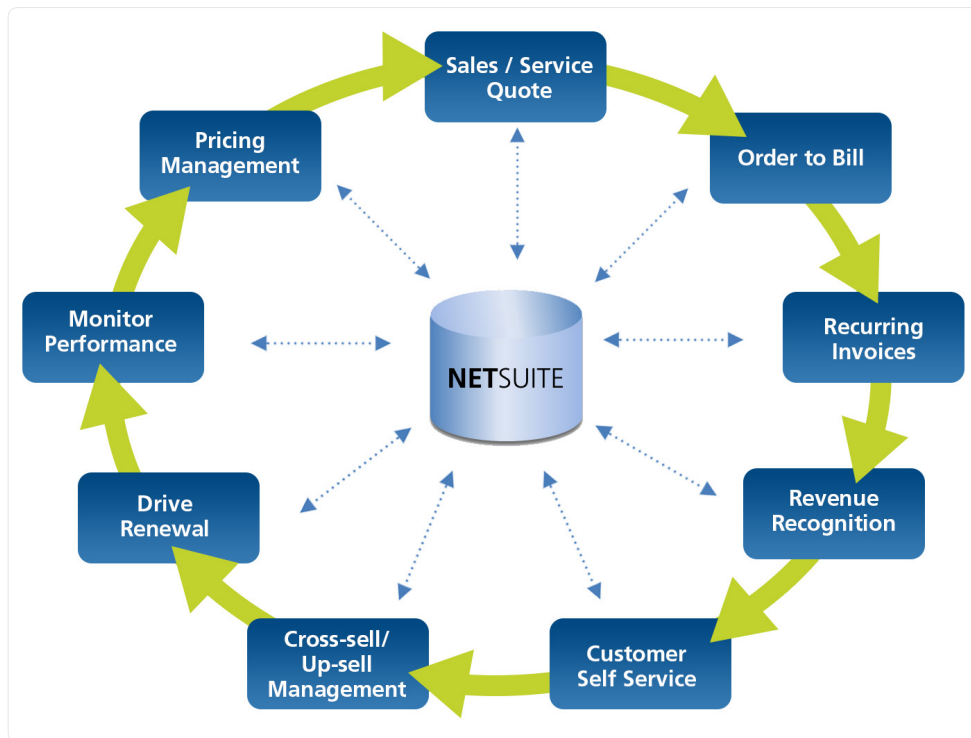 Sales / Service
Quote
Order to Bill
Recurring
Invoices
Revenue
Recognition
Customer
Self Service
Cross-sell/
Up-sell
Management
Drive
Renewal
Monitor
Performance
Pricing
Management
NETSUITE